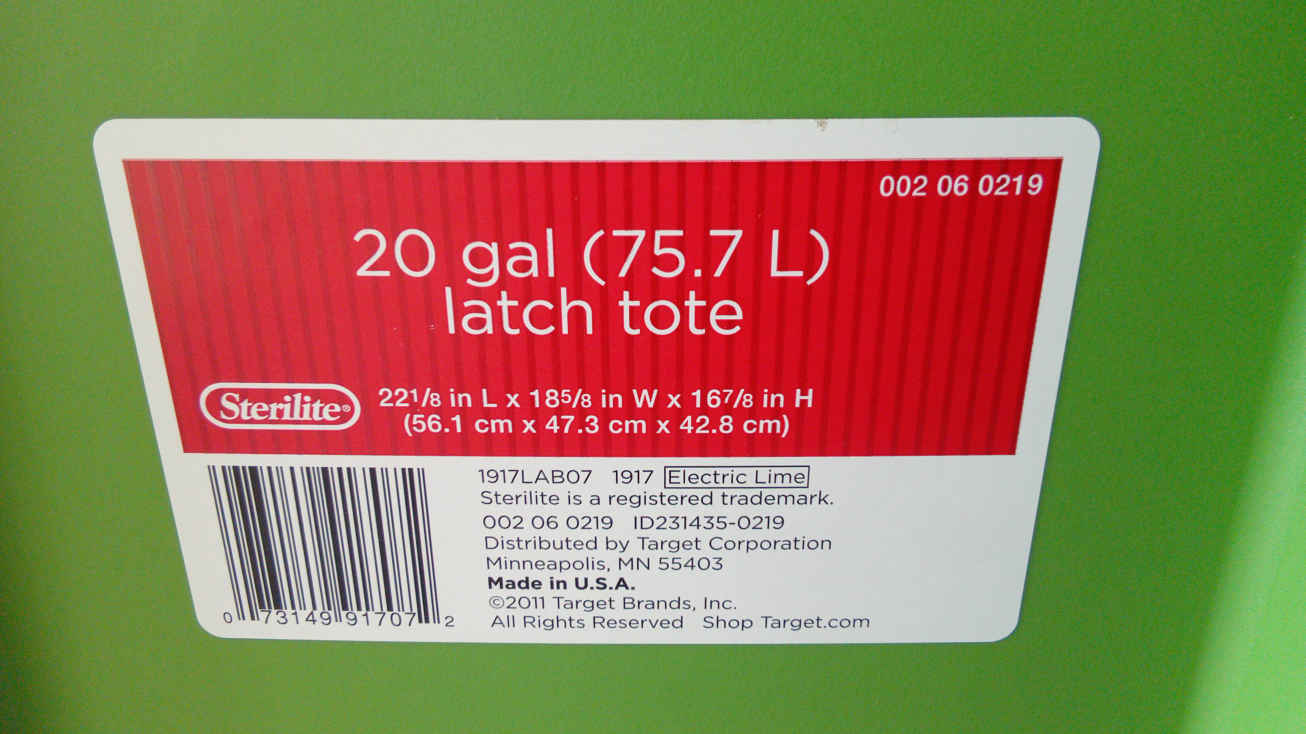 002 06 0219
20 gal (75.7 L)
latch tote
Sterilite®
22 1/8 in L x 18 5/8 in W x 16 7/8 in H
(56.1 cm x 47.3 cm x 42.8 cm)
1917LAB07 1917 Electric Lime
Sterilite is a registered trademark.
002 06 0219 ID231435-0219
Distributed by Target Corporation
Minneapolis, MN 55403
Made in U.S.A.
©2011 Target Brands, Inc.
All Rights Reserved Shop Target.com
0 73149 91707 2